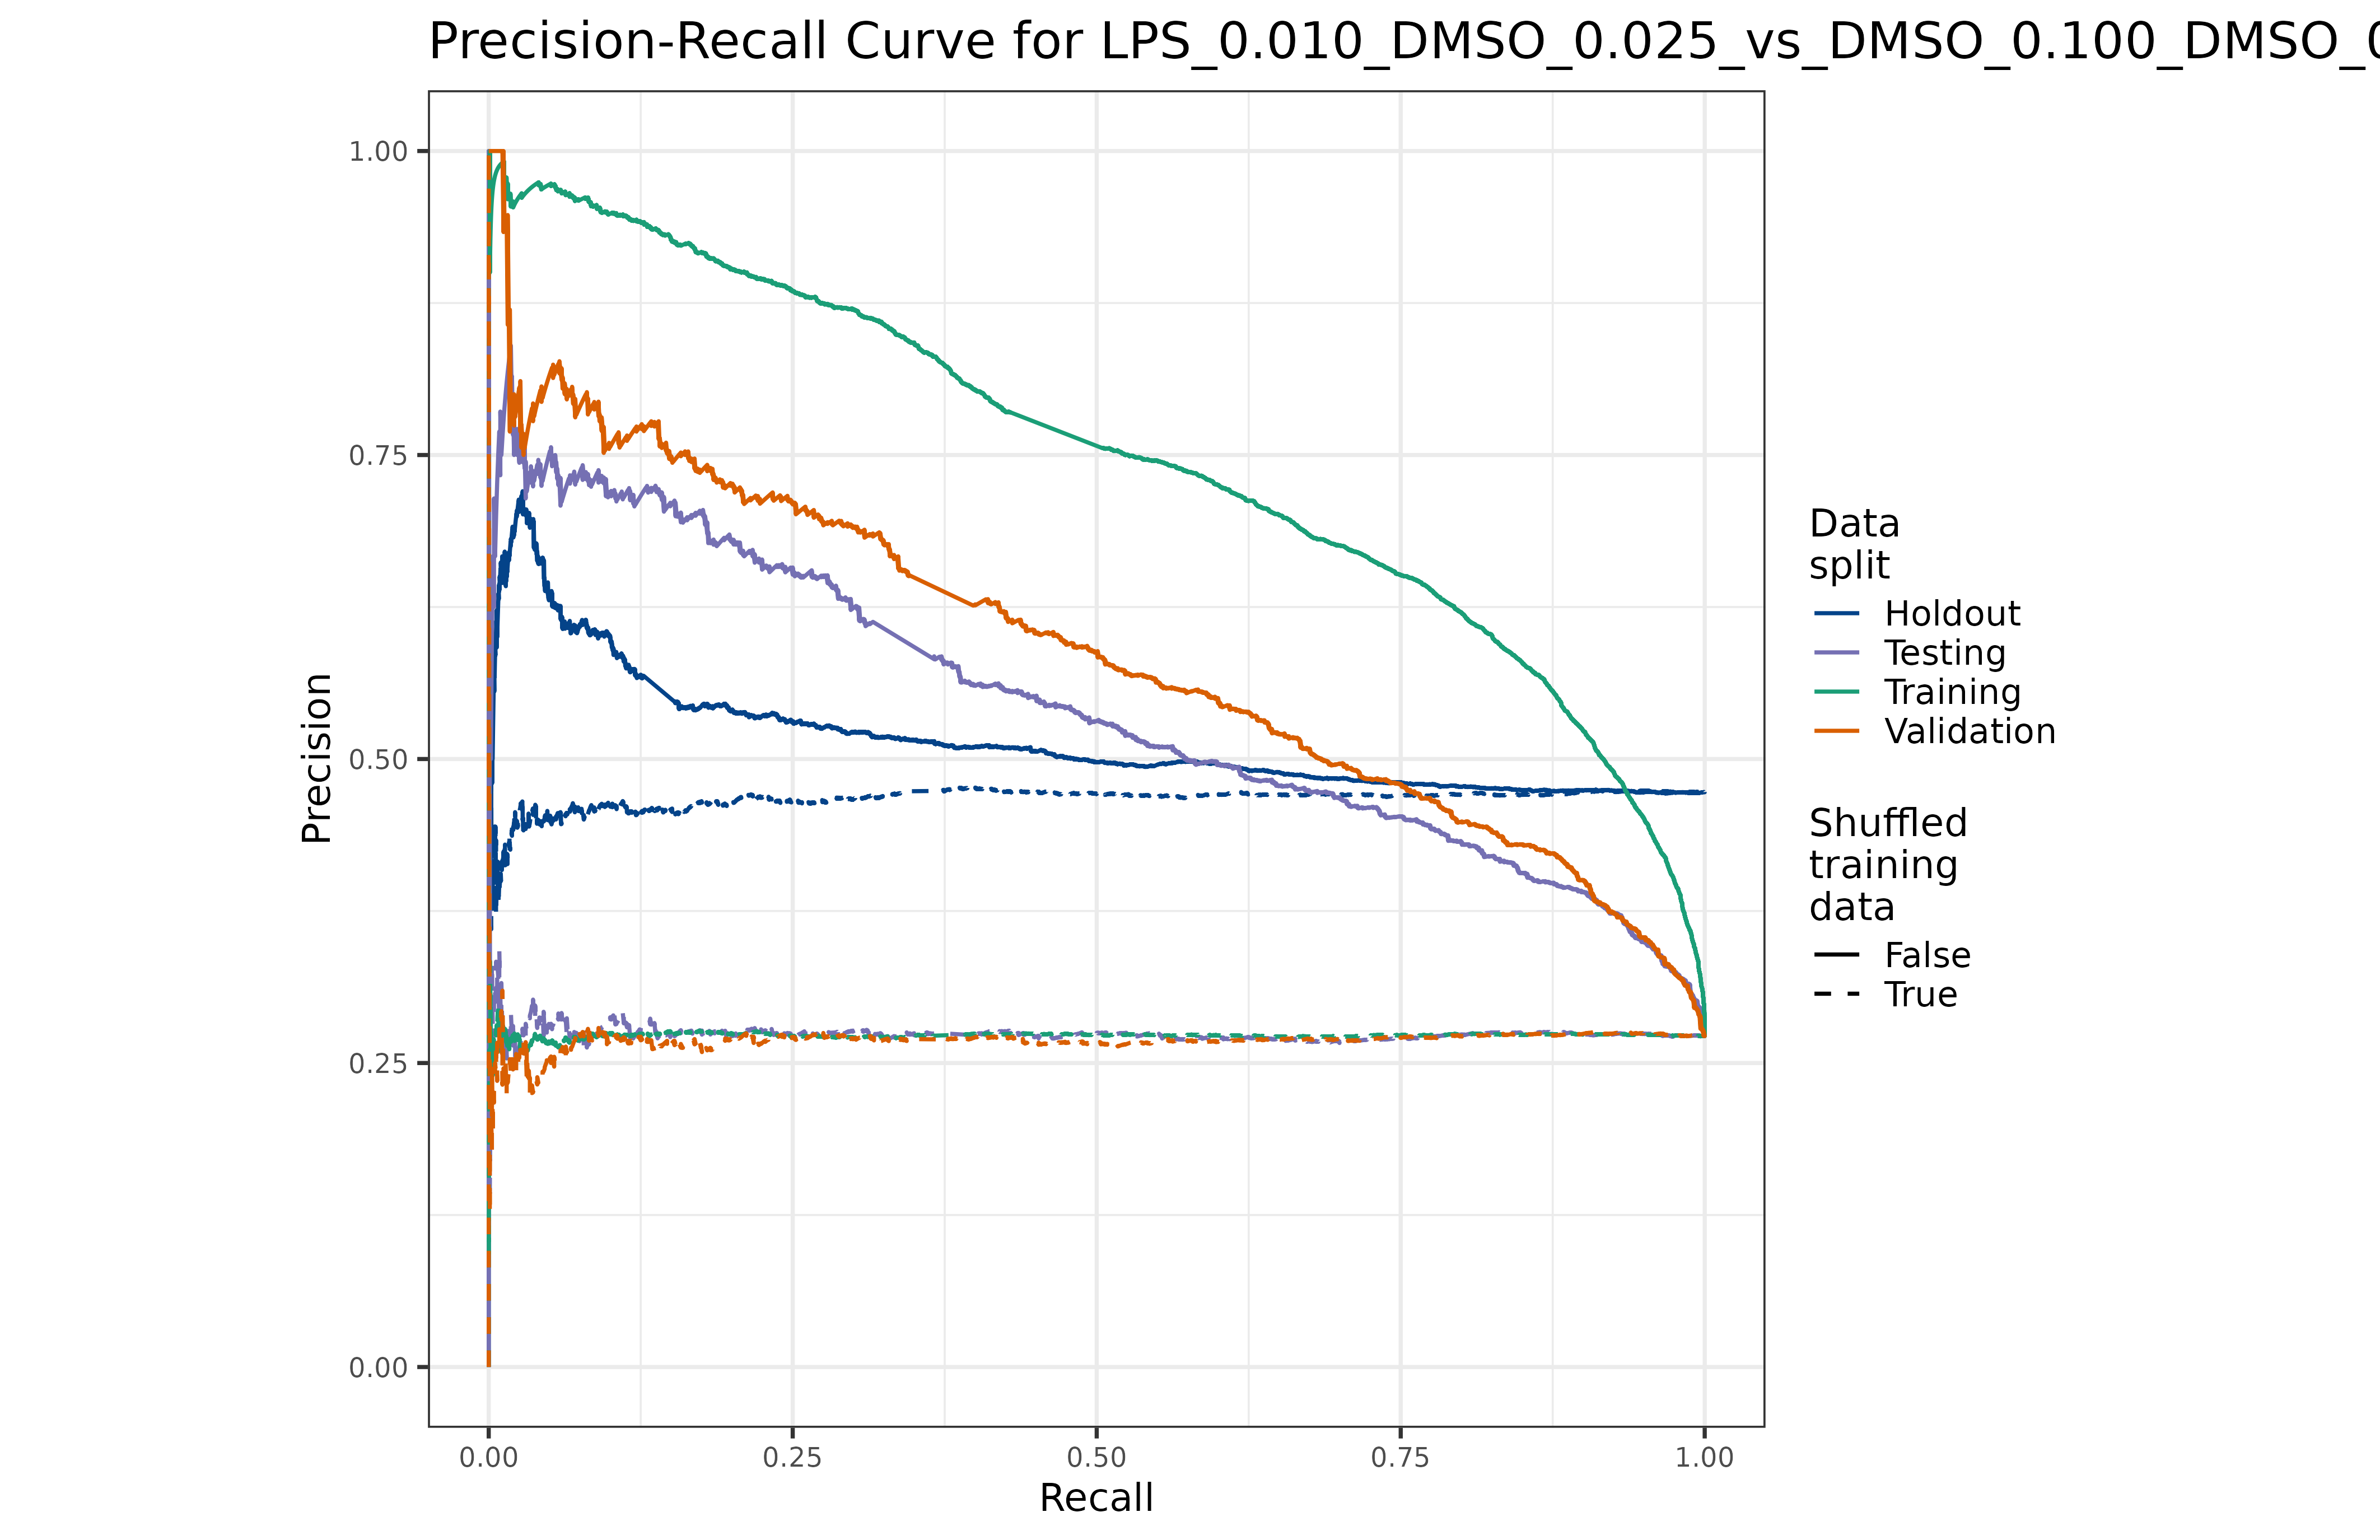 Precision-Recall Curve for LPS_0.010_DMSO_0.025_vs_DMSO_0.100_DMSO_0
1.00
0.75
0.50
0.25
0.00
Precision
0.00 0.25 0.50 0.75 1.00
Recall
Data
split
Holdout
Testing
Training
Validation
Shuffled
training
data
False
True